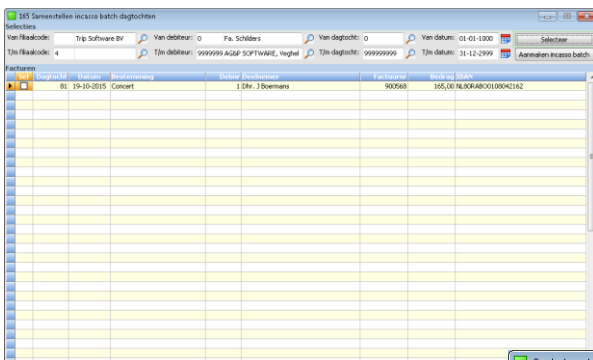 165 Samenstellen incasso batch dagtochten
Selecties
Van filiaalcode: Trip Software BV Van debiteur: 0 Fa. Schilders Van dagtocht: 0 Van datum: 01-01-1800 Selecteer
T/m filiaalcode: 4 T/m debiteur: 9999999 AG&P SOFTWARE, Veghel T/m dagtocht: 999999999 T/m datum: 31-12-2999 Aanmaken incasso batch
Facturen
Sel Dagtocht Datum Bestemming Debnr Deelnemer Factuurnr Bedrag IBAN
81 19-10-2015 Concert 1 Dhr. J Boermans 900568 165,00 NL80RABO0108042162